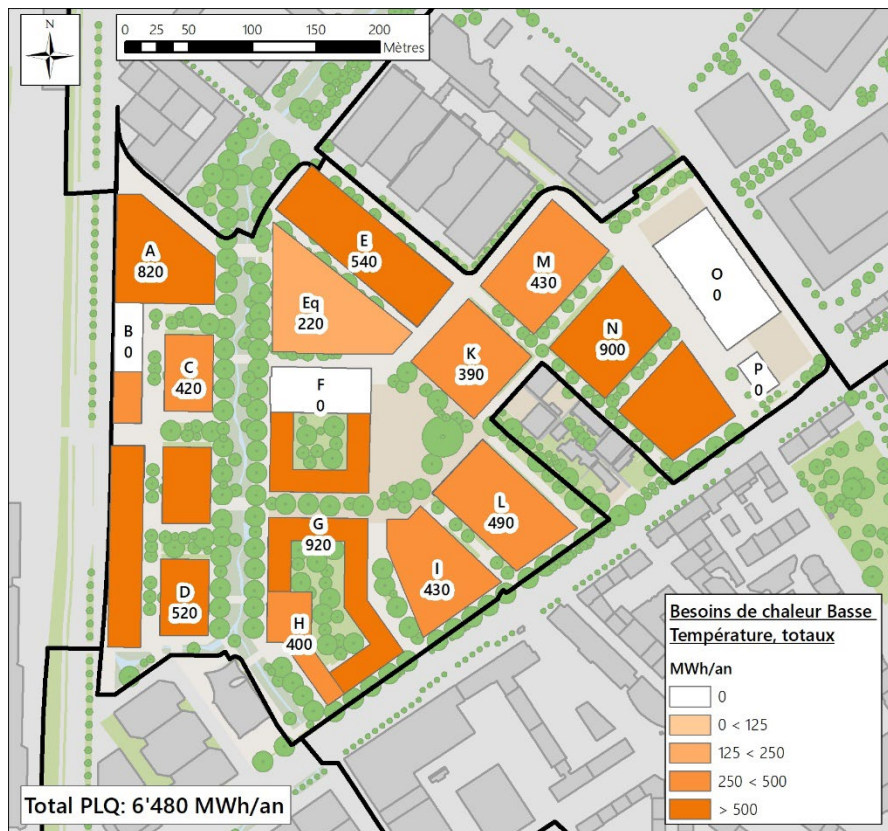 N
0 25 50 100 150 200
Mètres
A
820
B
0
C
420
D
520
E
540
Eq
220
F
0
G
920
H
400
I
430
K
390
L
490
M
430
N
900
O
0
P
0
Besoins de chaleur Basse
Température, totaux
MWh/an
0
0 < 125
125 < 250
250 < 500
> 500
Total PLQ: 6'480 MWh/an